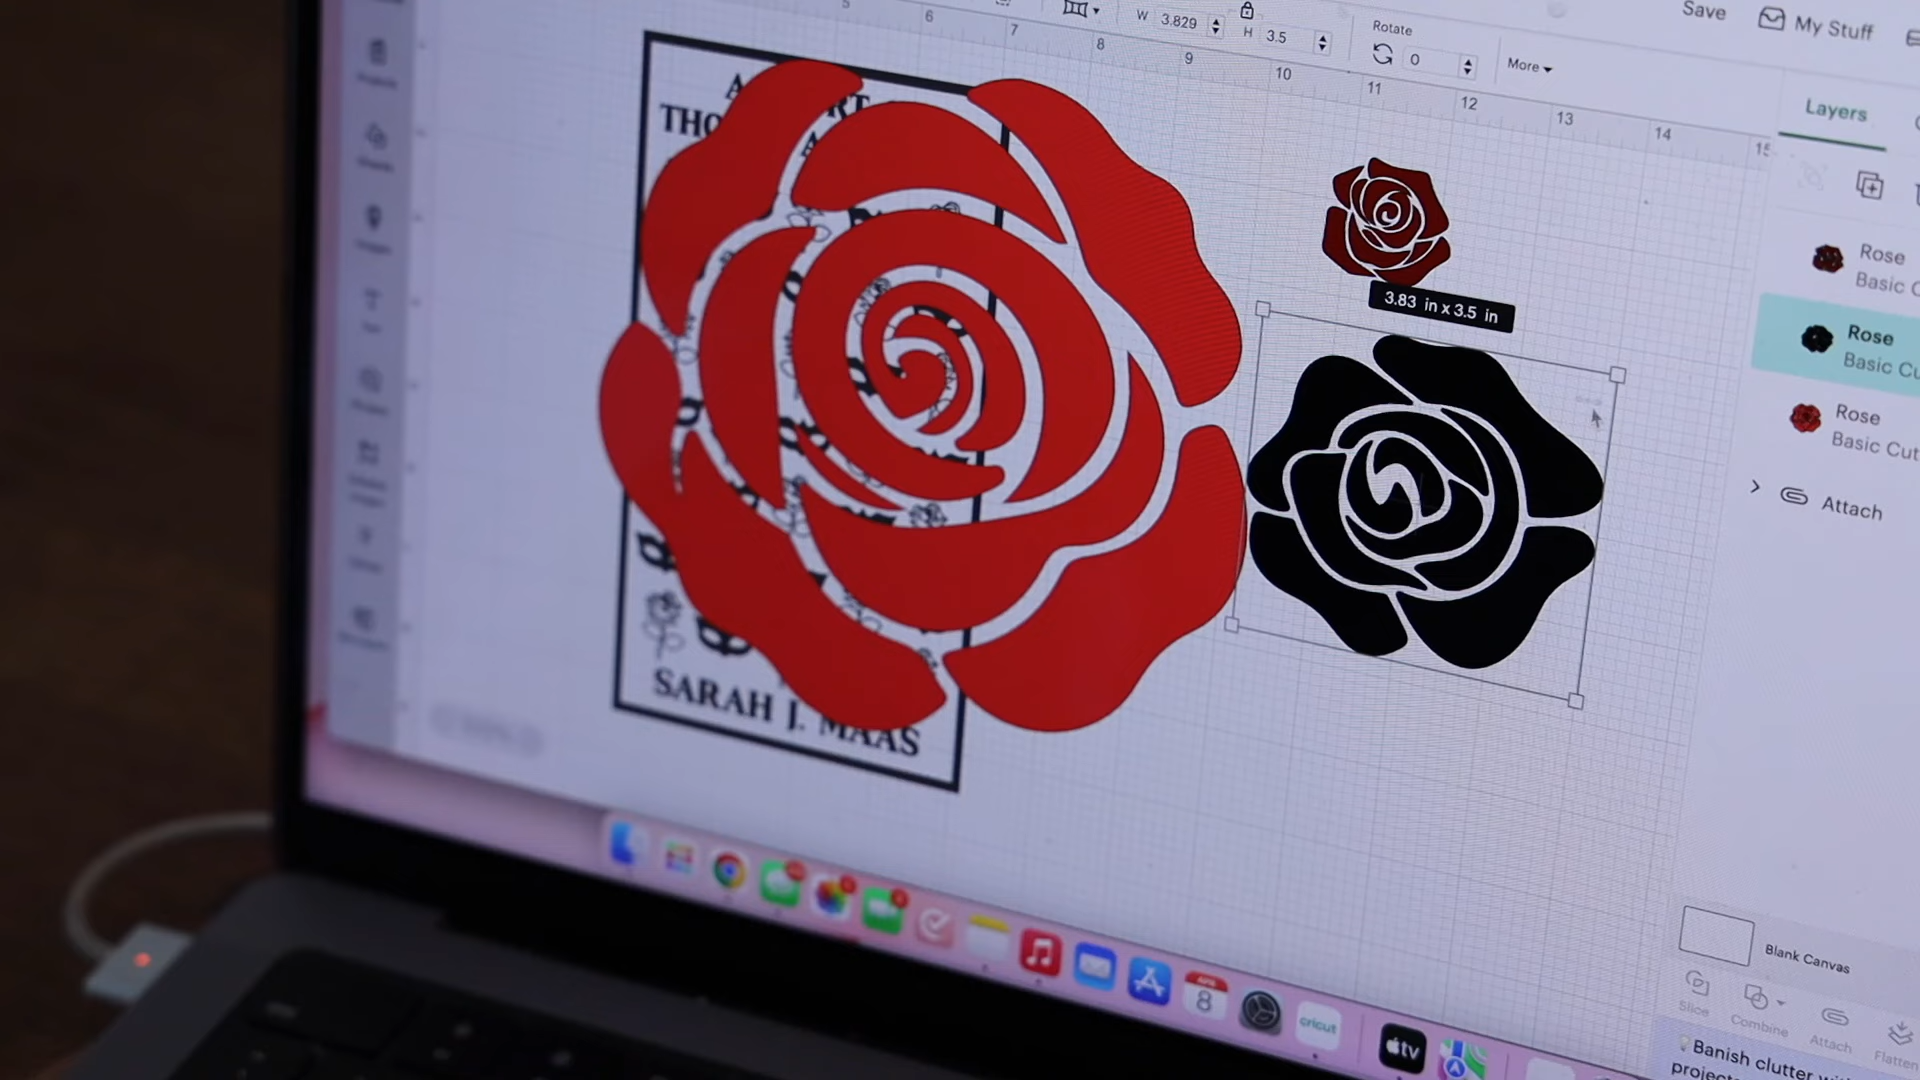 Save
My Stuff
W 3.829
H 3.5
Rotate
0
More
5 6 7 8 9 10 11 12 13 14 15
Layers
THO
RT
3.83 in x 3.5 in
Rose
Basic C
Rose
Basic Cu
Rose
Basic Cut
Attach
SARAH J. MAAS
Blank Canvas
Slice
Combine
Attach
Flatten
Banish clutter
project
8
cricut
tv